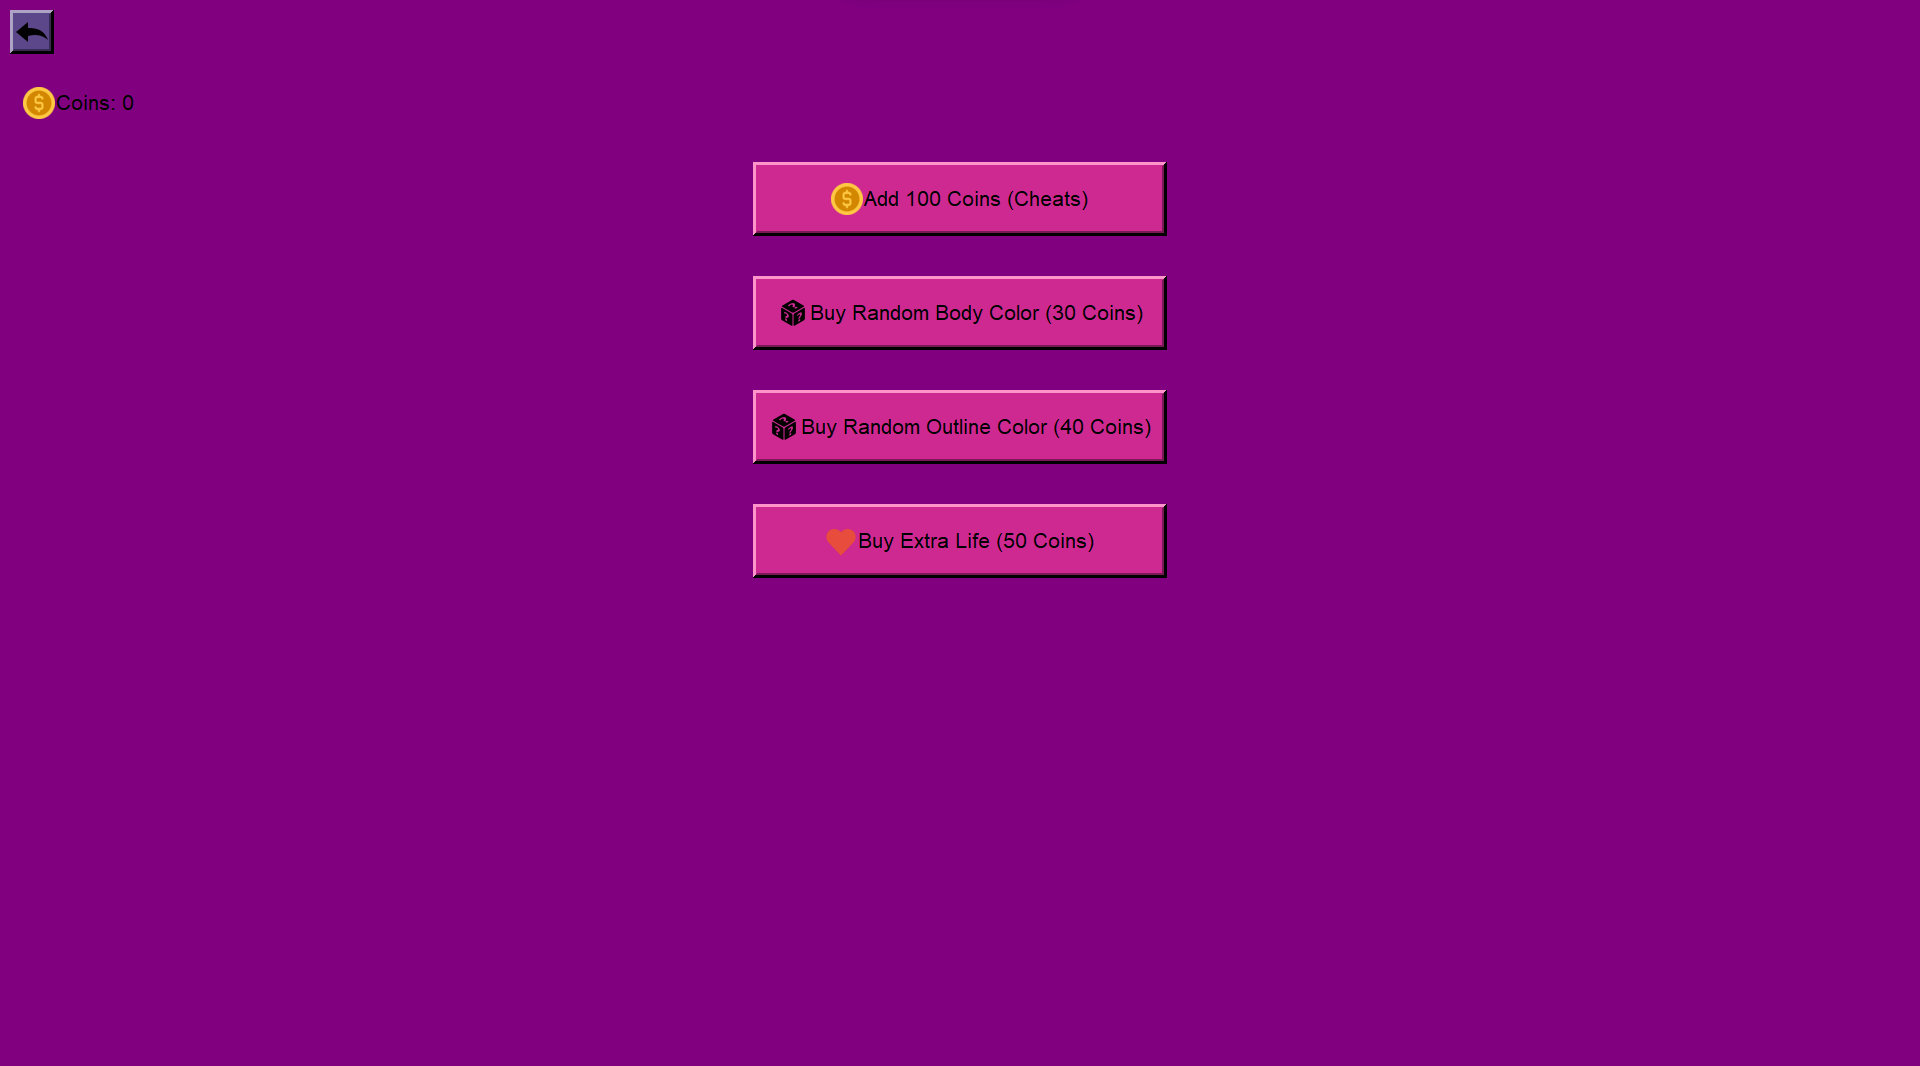 Coins: 0
Add 100 Coins (Cheats)
Buy Random Body Color (30 Coins)
Buy Random Outline Color (40 Coins)
Buy Extra Life (50 Coins)